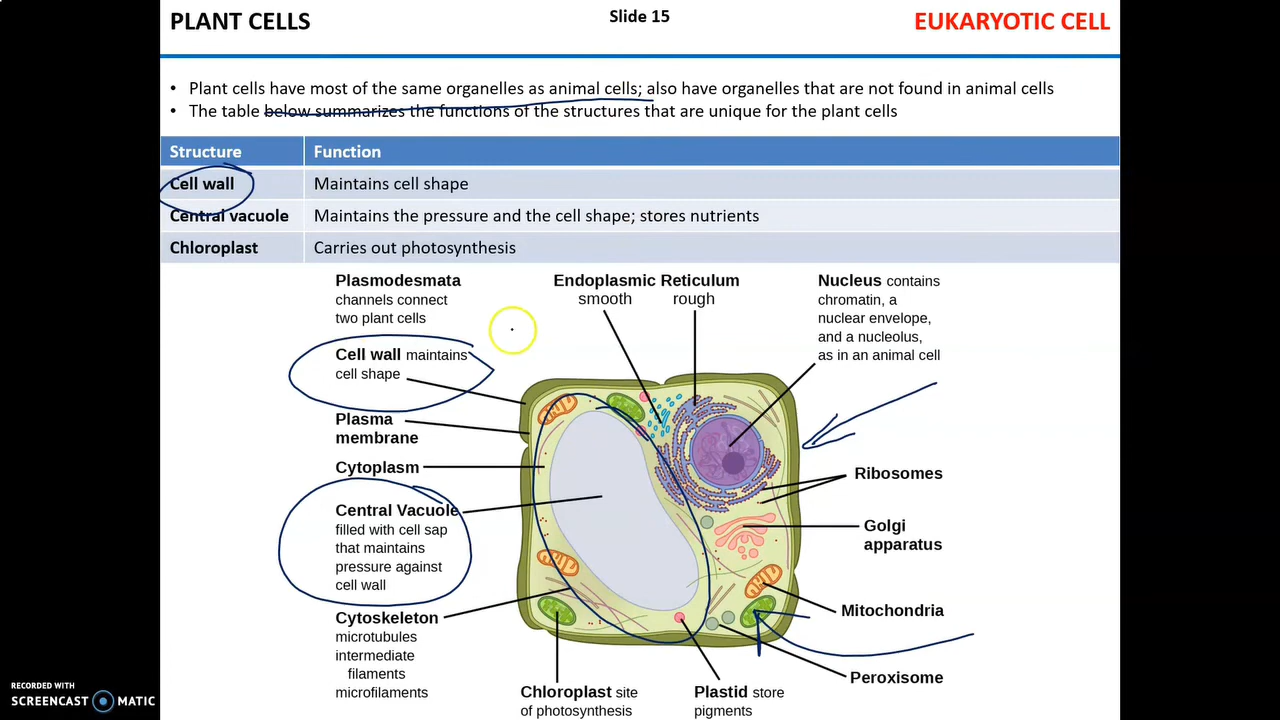 PLANT CELLS
Slide 15
EUKARYOTIC CELL
• Plant cells have most of the same organelles as animal cells; also have organelles that are not found in animal cells
• The table below summarizes the functions of the structures that are unique for the plant cells
Structure Function
Cell wall Maintains cell shape
Central vacuole Maintains the pressure and the cell shape; stores nutrients
Chloroplast Carries out photosynthesis
Plasmodesmata
channels connect
two plant cells
Endoplasmic Reticulum
smooth rough
Nucleus contains
chromatin, a
nuclear envelope,
and a nucleolus,
as in an animal cell
Cell wall maintains
cell shape
Plasma
membrane
Cytoplasm
Central Vacuole
filled with cell sap
that maintains
pressure against
cell wall
Cytoskeleton
microtubules
intermediate
filaments
microfilaments
Ribosomes
Golgi
apparatus
Mitochondria
Peroxisome
Chloroplast site
of photosynthesis
Plastid store
pigments
RECORDED WITH
SCREENCAST MATIC